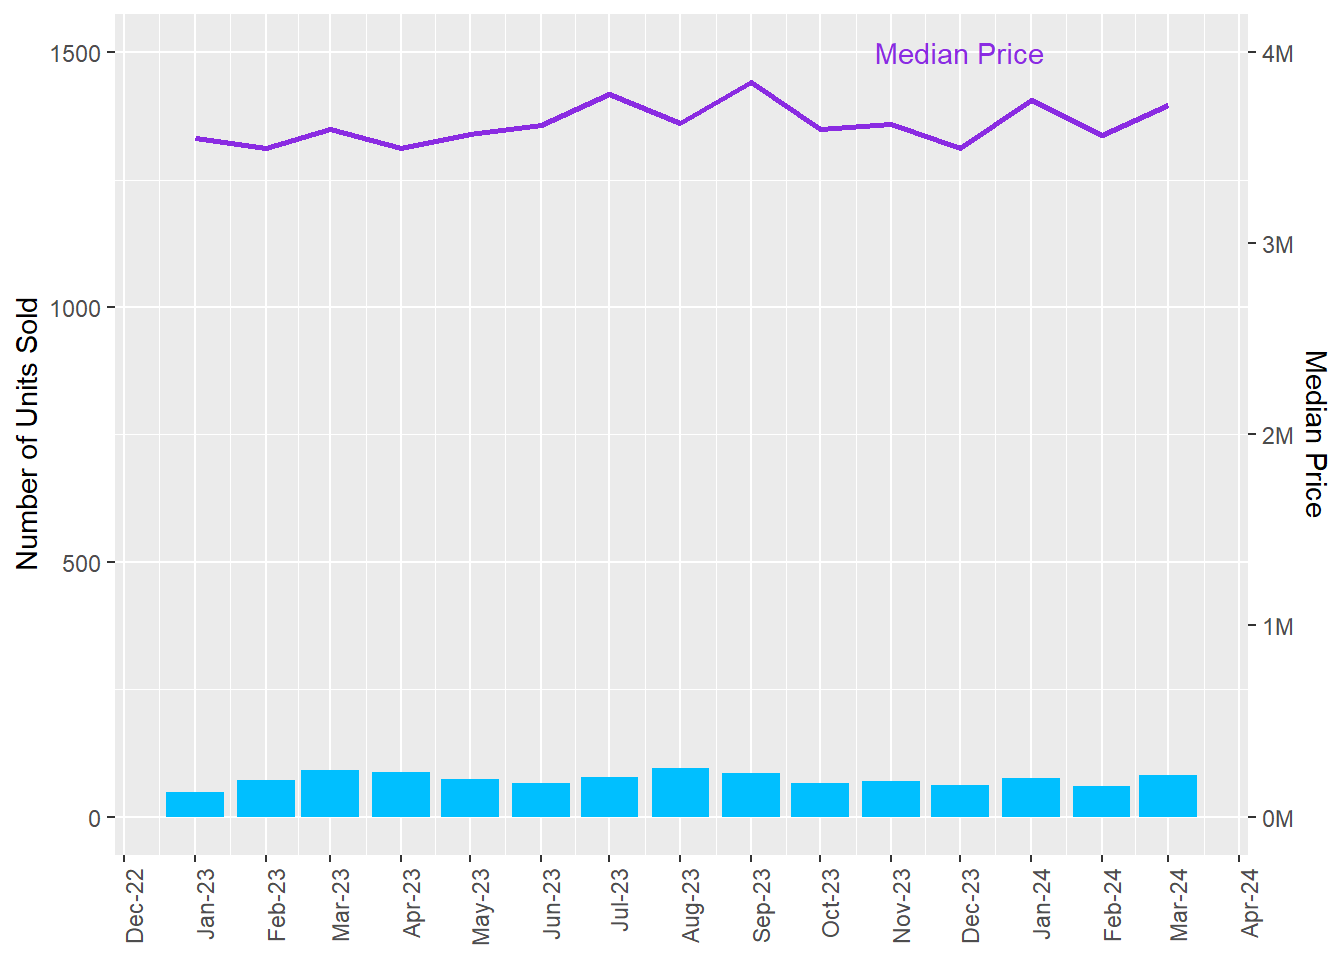 Median Price
1500
1000
500
0
Number of Units Sold
4M
3M
2M
1M
0M
Median Price
Dec-22
Jan-23
Feb-23
Mar-23
Apr-23
May-23
Jun-23
Jul-23
Aug-23
Sep-23
Oct-23
Nov-23
Dec-23
Jan-24
Feb-24
Mar-24
Apr-24